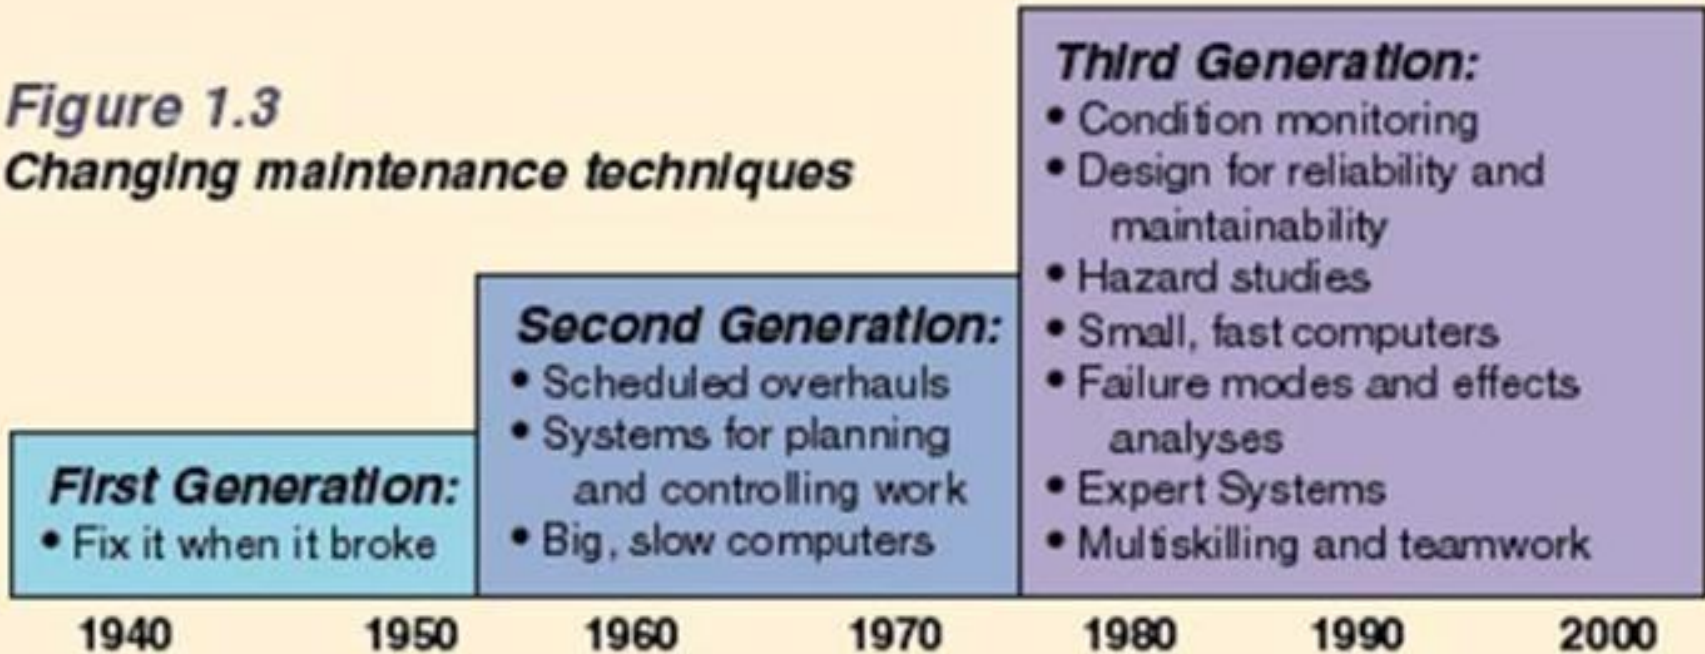 Figure 1.3
Changing maintenance techniques
First Generation:
• Fix it when it broke
Second Generation:
• Scheduled overhauls
• Systems for planning
and controlling work
• Big, slow computers
Third Generation:
• Condition monitoring
• Design for reliability and
maintainability
• Hazard studies
• Small, fast computers
• Failure modes and effects
analyses
• Expert Systems
• Multiskilling and teamwork
1940 1950 1960 1970 1980 1990 2000